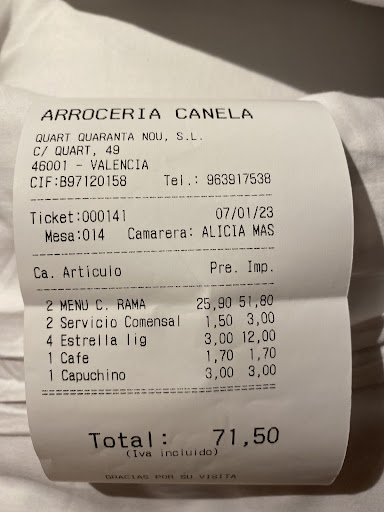 ARROCERIA CANELA
QUART QUARANTA NOU, S.L.
C/ QUART, 49
46001 - VALENCIA
CIF:B97120158 Tel.: 963917538
Ticket:000141 07/01/23
Mesa:014 Camarera: ALICIA MAS
Ca. Articulo Pre. Imp.
2 MENU C. RAMA 25,90 51,80
2 Servicio Comensal 1,50 3,00
4 Estrella lig 3,00 12,00
1 Cafe 1,70 1,70
1 Capuchino 3,00 3,00
Total: 71,50
(Iva incluido)
GRACIAS POR SU VISITA